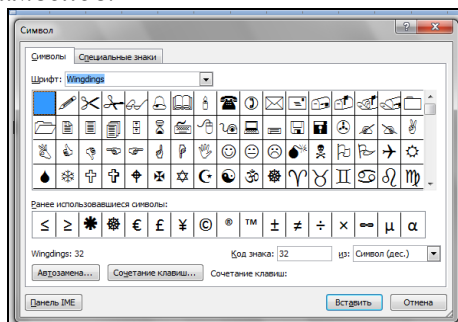 Символ
Символы Специальные знаки
Шрифт: Wingdings
Ранее использовавшиеся символы:
≤ ≥ ✱ ☸ € £ ¥ © ® ™ ± ≠ ÷ × ∞ µ α
Wingdings: 32 Код знака: 32 из: Символ (дес.)
Автозамена... Сочетание клавиш... Сочетание клавиш:
Панель IME Вставить Отмена